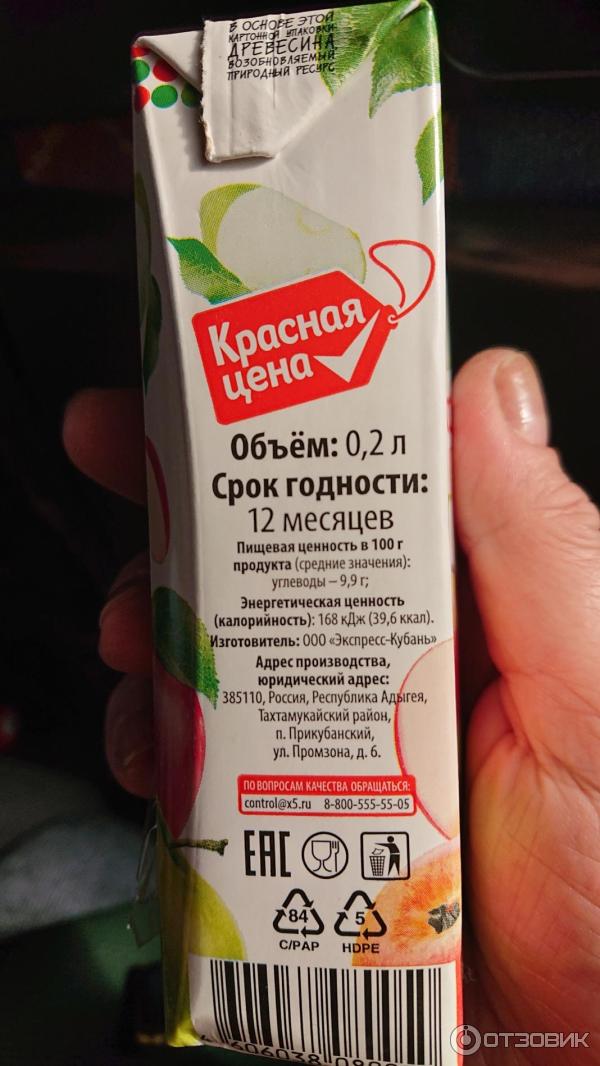 В ОСНОВЕ ЭТОЙ
КАРТОННОЙ УПАКОВКИ-
ДРЕВЕСИНА,
ВОЗОБНОВЛЯЕМЫЙ
ПРИРОДНЫЙ РЕСУРС
Красная
цена
Объём: 0,2 л
Срок годности:
12 месяцев
Пищевая ценность в 100 г
продукта (средние значения):
углеводы – 9,9 г;
Энергетическая ценность
(калорийность): 168 кДж (39,6 ккал).
Изготовитель: ООО «Экспресс-Кубань»
Адрес производства,
юридический адрес:
385110, Россия, Республика Адыгея,
Тахтамукайский район,
п. Прикубанский,
ул. Промзона, д. 6.
ПО ВОПРОСАМ КАЧЕСТВА ОБРАЩАТЬСЯ:
control@x5.ru 8-800-555-55-05
EAC
84 5
C/PAP HDPE
ОТЗОВИК